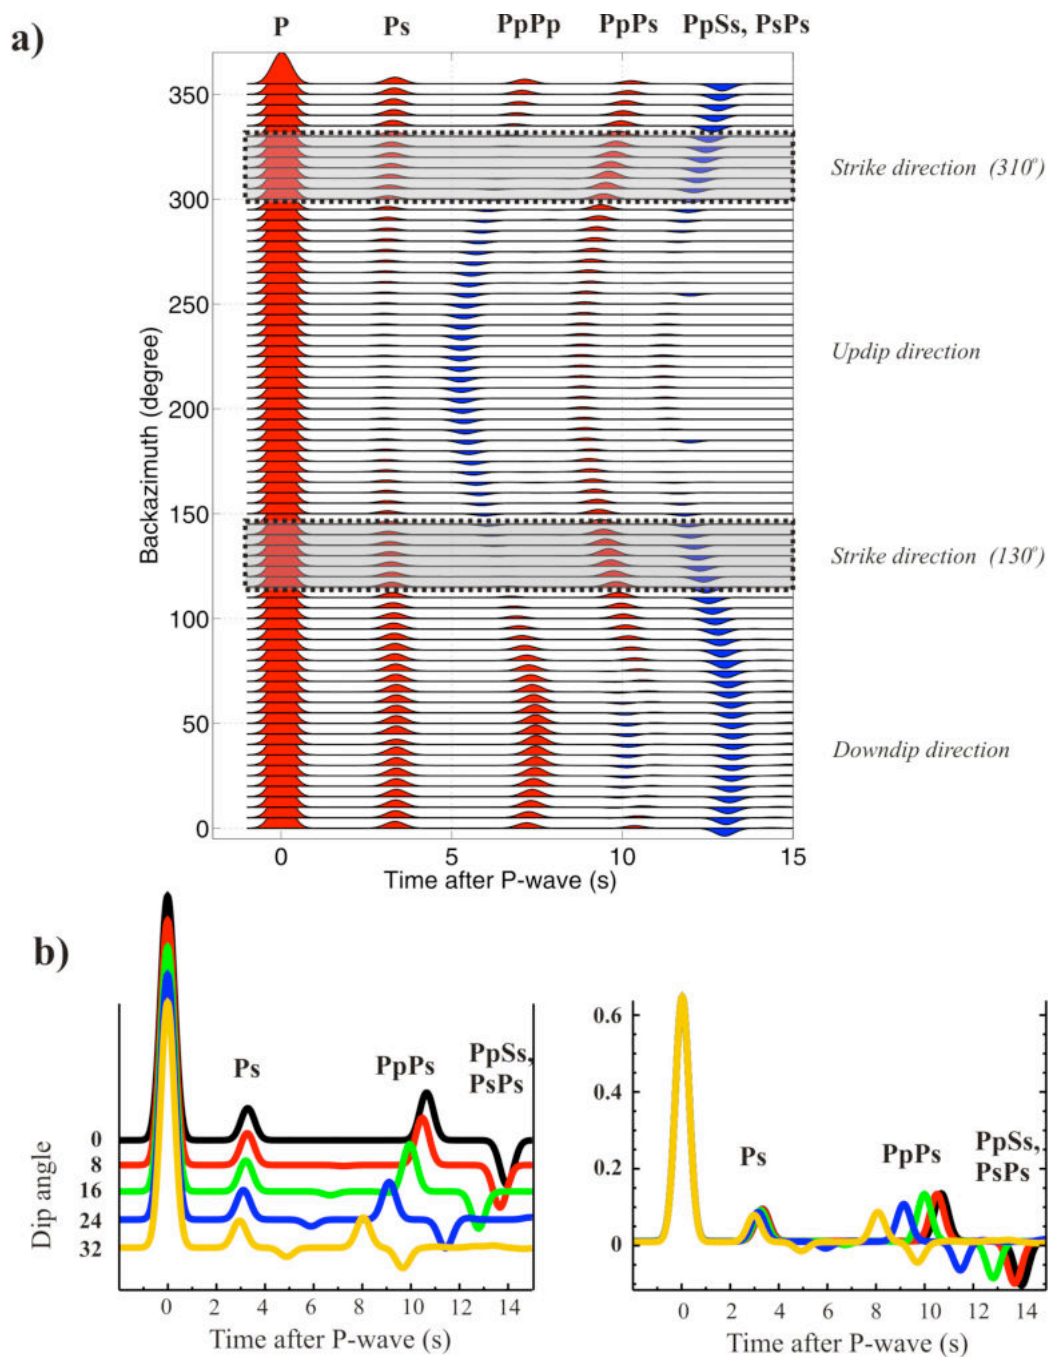 a)
P Ps PpPp PpPs PpSs, PsPs
350
Strike direction (310°)
300
250
Updip direction
200
Backazimuth (degree)
150
Strike direction (130°)
100
50
Downdip direction
0
0 5 10 15
Time after P-wave (s)
b)
Ps PpPs PpSs,
PsPs
Dip angle
0
8
16
24
32
0 2 4 6 8 10 12 14
Time after P-wave (s)
0.6
0.4
0.2
0
Ps PpPs PpSs,
PsPs
0 2 4 6 8 10 12 14
Time after P-wave (s)